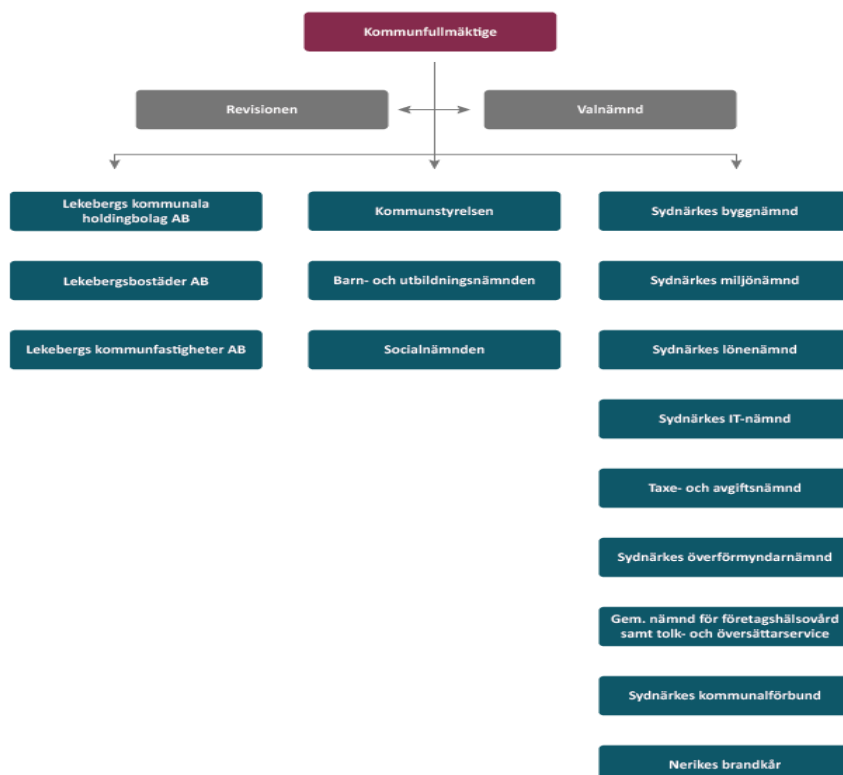 Kommunfullmäktige
Revisionen
Valnämnd
Lekebergs kommunala
holdingbolag AB
Lekebergsbostäder AB
Lekebergs kommunfastigheter AB
Kommunstyrelsen
Barn- och utbildningsnämnden
Socialnämnden
Sydnärkes byggnämnd
Sydnärkes miljönämnd
Sydnärkes lönenämnd
Sydnärkes IT-nämnd
Taxe- och avgiftsnämnd
Sydnärkes överförmyndarnämnd
Gem. nämnd för företagshälsovård
samt tolk- och översättarservice
Sydnärkes kommunalförbund
Nerikes brandkår